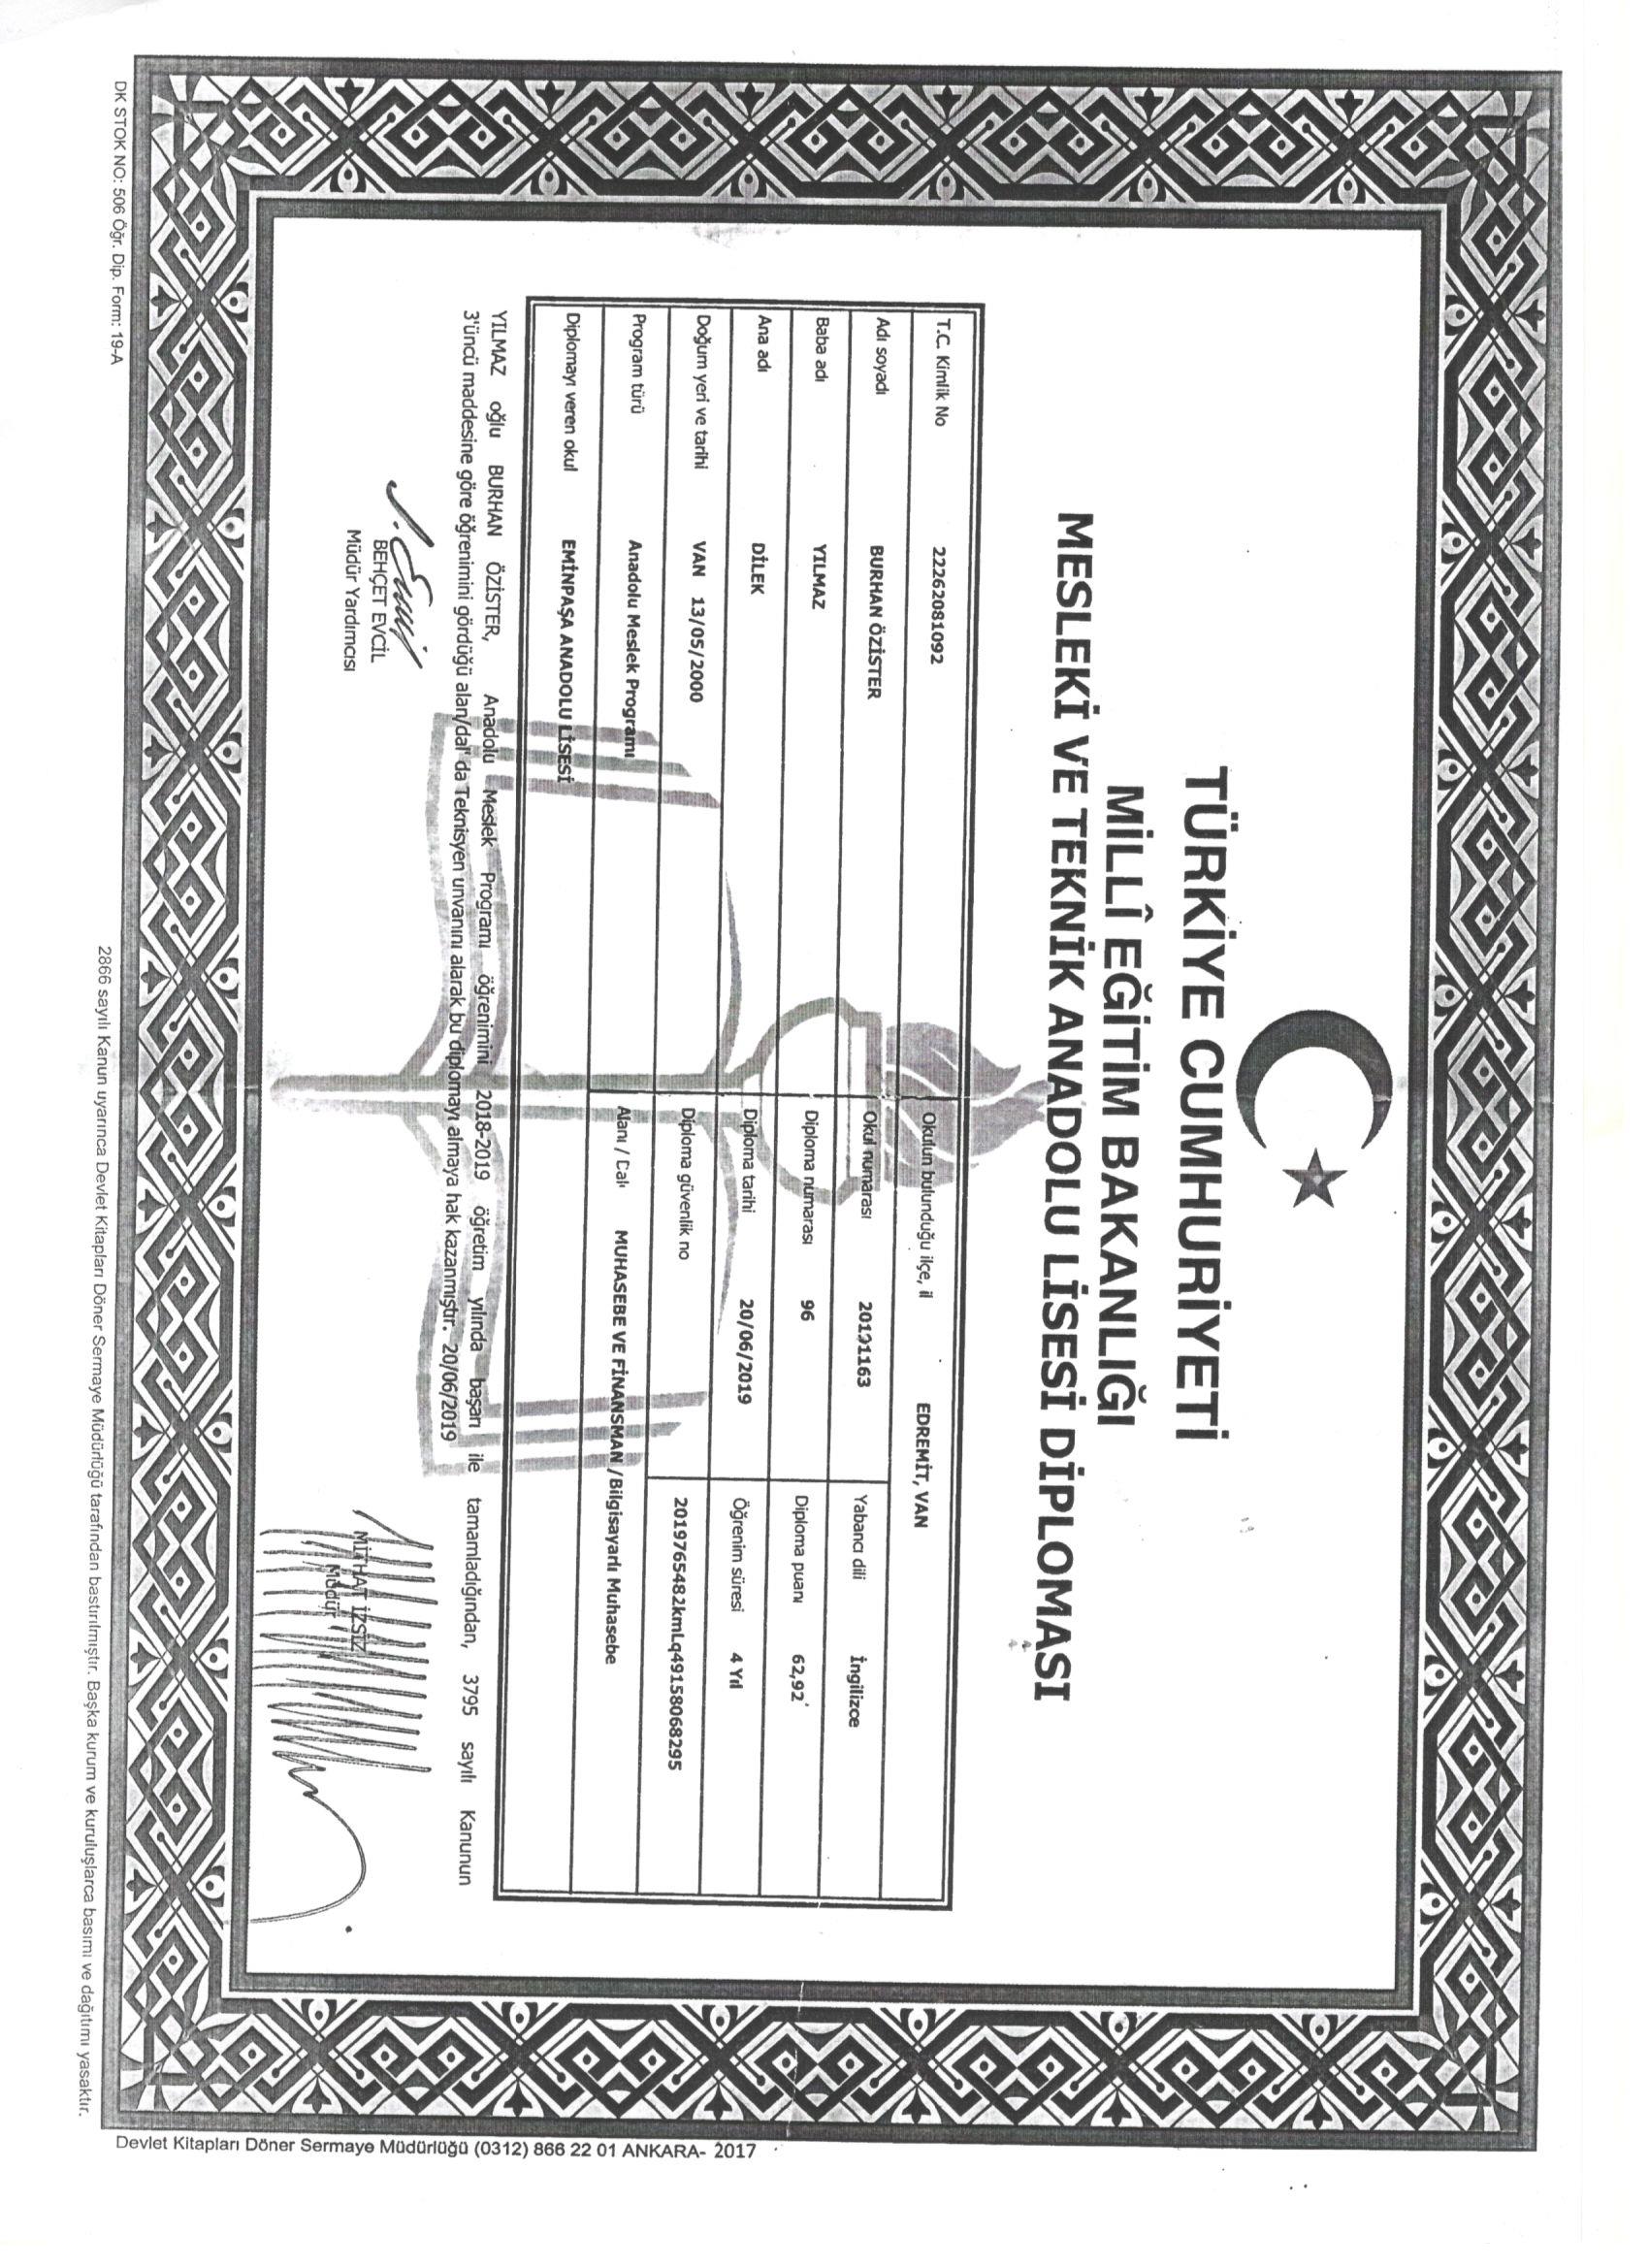 TÜRKİYE CUMHURİYETİ
MİLLÎ EĞİTİM BAKANLIĞI
MESLEKİ VE TEKNİK ANADOLU LİSESİ DİPLOMASI
T.C. Kimlik No 22262081092 Okulun bulunduğu ilçe, il EDREMİT, VAN
Adı soyadı BURHAN ÖZİSTER Okul numarası 20191163 Yabancı dili İngilizce
Baba adı YILMAZ Diploma numarası 96 Diploma puanı 62,92
Ana adı DİLEK Diploma tarihi 20/06/2019 Öğrenim süresi 4 Yıl
Doğum yeri ve tarihi VAN 13/05/2000 Diploma güvenlik no 2019765482kmLq49158068295
Program türü Anadolu Meslek Programı Alanı / Dalı MUHASEBE VE FİNANSMAN /Bilgisayarlı Muhasebe
Diplomayı veren okul EMİNPAŞA ANADOLU LİSESİ
YILMAZ oğlu BURHAN ÖZİSTER, Anadolu Meslek Programı öğrenimini 2018-2019 öğretim yılında başarı ile tamamladığından, 3795 sayılı Kanunun
3'üncü maddesine göre öğrenimini gördüğü alan/dal' da Teknisyen unvanını alarak bu diplomayı almaya hak kazanmıştır. 20/06/2019
BEHÇET EVCİL
Müdür Yardımcısı
MİTHAT İZSİZ
Müdür
DK STOK NO: 506 Öğr. Dip. Form: 19-A
2866 sayılı Kanun uyarınca Devlet Kitapları Döner Sermaye Müdürlüğü tarafından bastırılmıştır. Başka kurum ve kuruluşlarca basımı ve dağıtımı yasaktır.
Devlet Kitapları Döner Sermaye Müdürlüğü (0312) 866 22 01 ANKARA- 2017